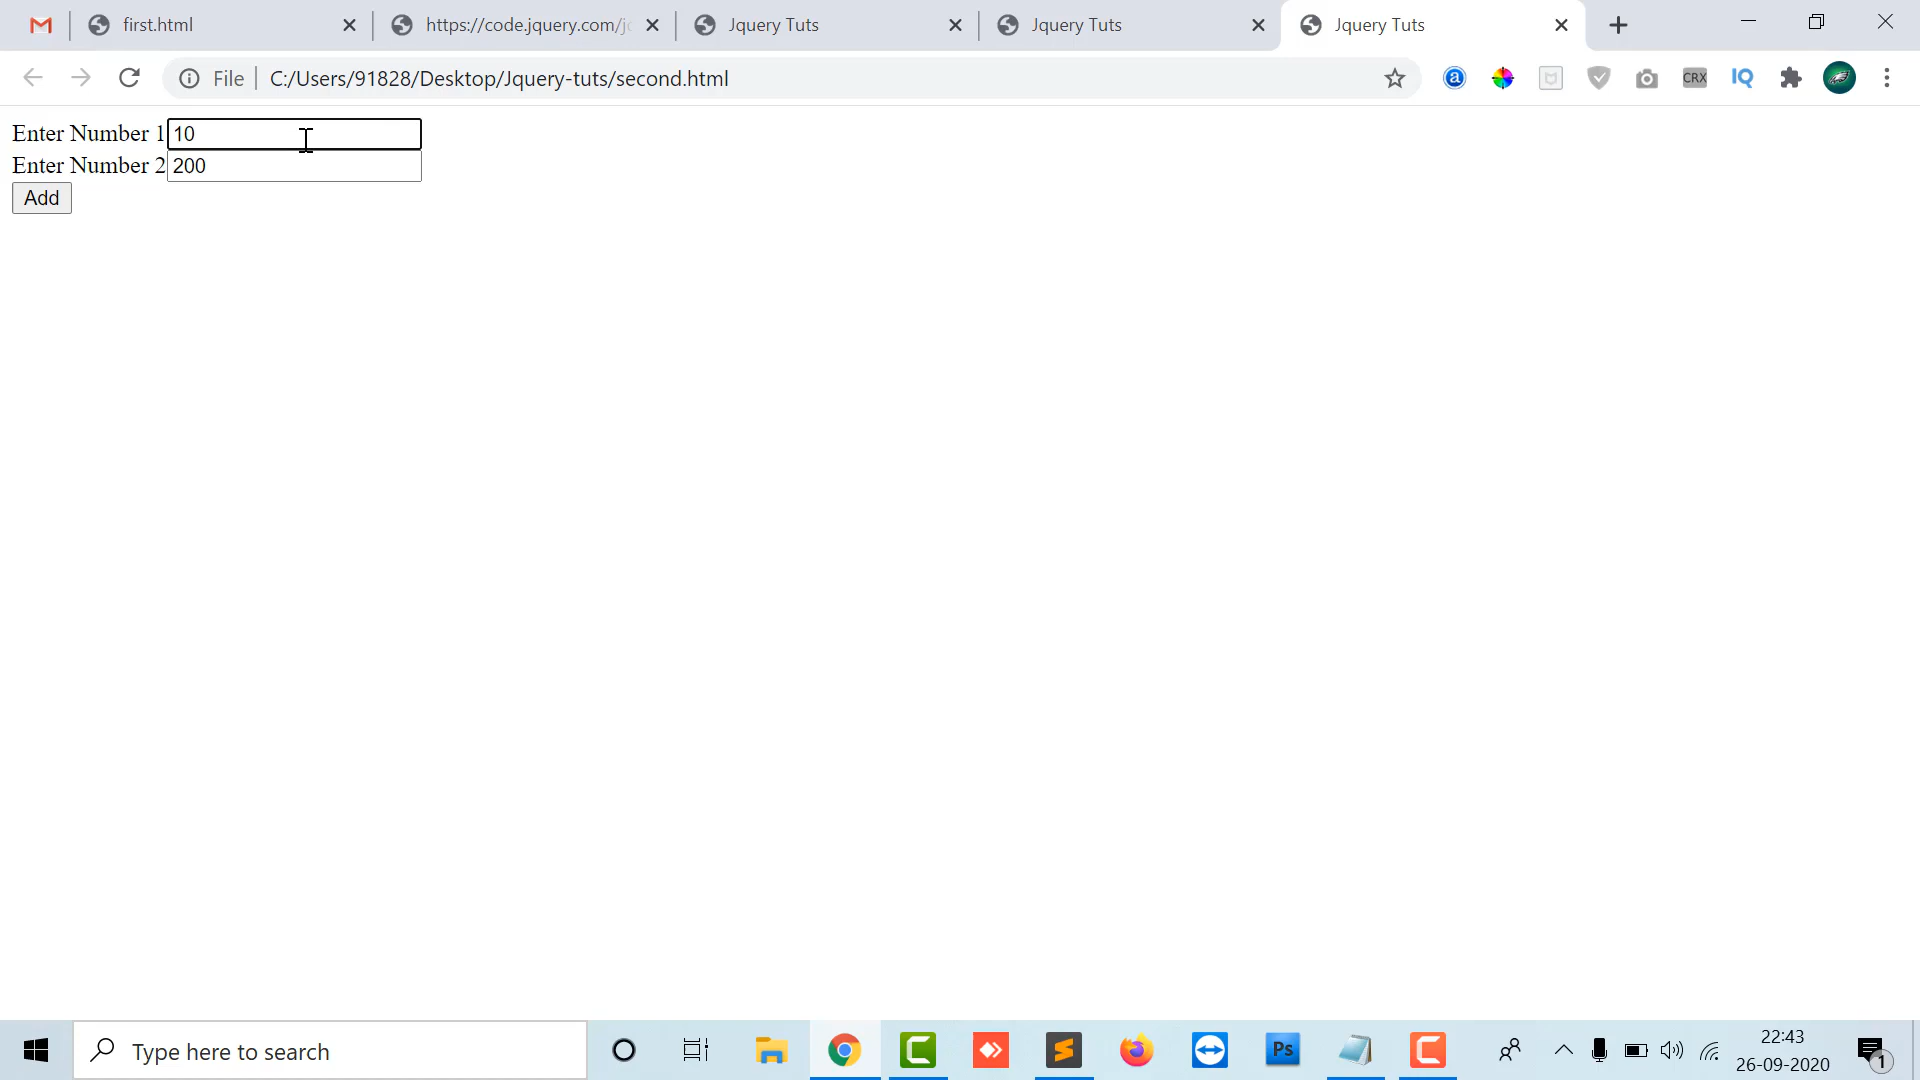 first.html
https://code.jquery.com/jq
Jquery Tuts
Jquery Tuts
Jquery Tuts
File
C:/Users/91828/Desktop/Jquery-tuts/second.html
CRX
IQ
Enter Number 1 10
Enter Number 2 200
Add
Type here to search
Ps
22:43
26-09-2020
1